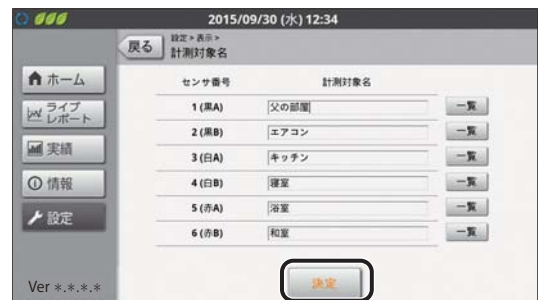 2015/09/30 (水) 12:34
戻る
設定 > 表示 >
計測対象名
ホーム
ライブ
レポート
実績
情報
設定
Ver *.*.*.*
センサ番号 計測対象名
1 (黒A) 父の部屋 一覧
2 (黒B) エアコン 一覧
3 (白A) キッチン 一覧
4 (白B) 寝室 一覧
5 (赤A) 浴室 一覧
6 (赤B) 和室 一覧
決定